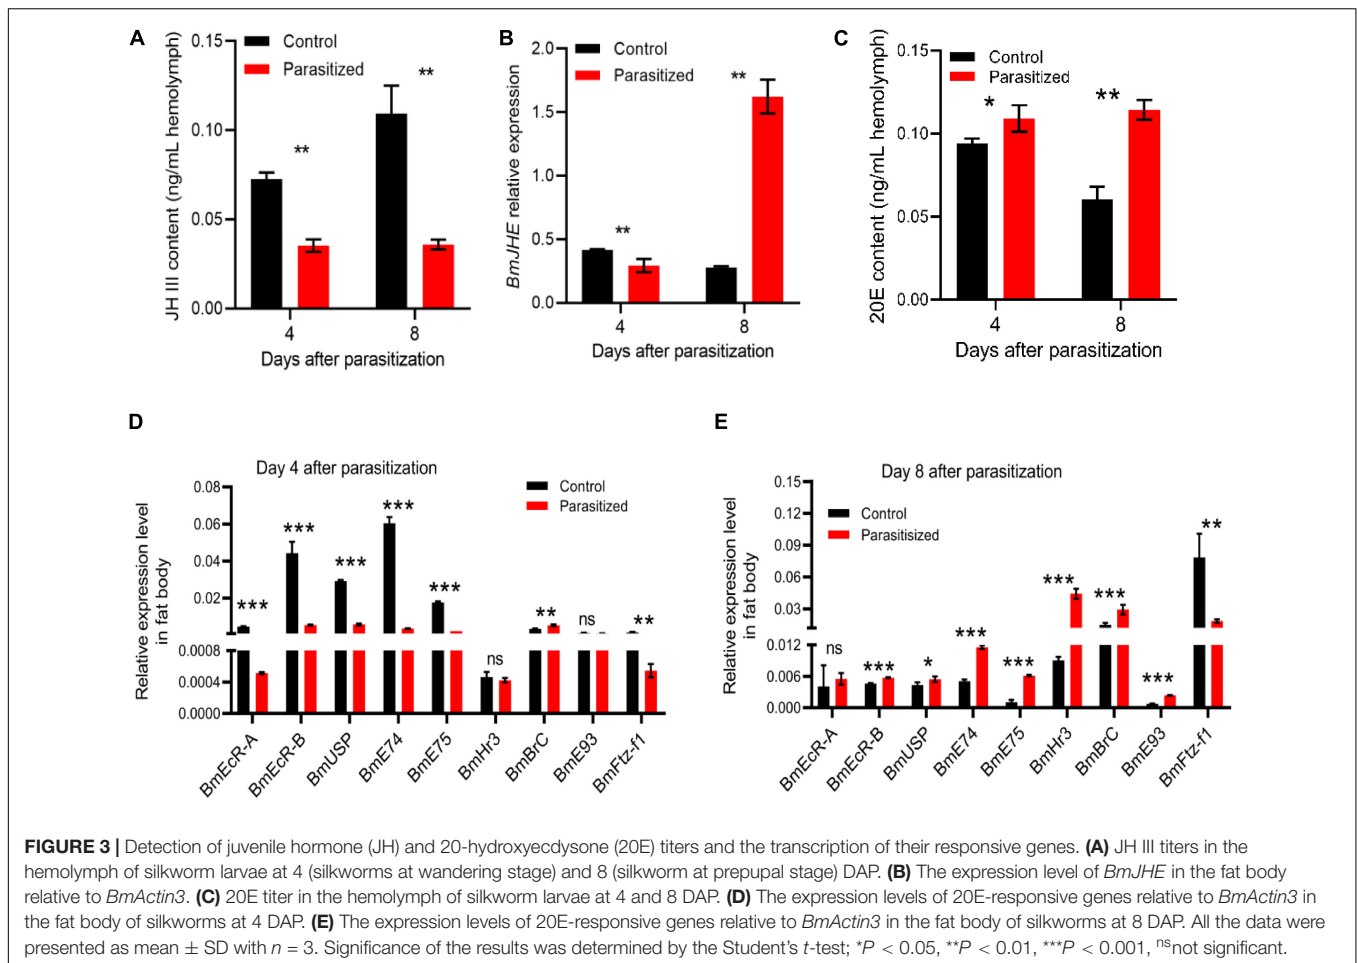 A
JH III content (ng/mL hemolymph)
0.15
0.10
0.05
0.00
Control
Parasitized
**
**
4
8
Days after parasitization
B
BmJHE relative expression
2.0
1.5
1.0
0.5
0.0
Control
Parasitized
**
**
4
8
Days after parasitization
C
20E content (ng/mL hemolymph)
0.15
0.10
0.05
0.00
Control
Parasitized
*
**
4
8
Days after parasitization
D
Day 4 after parasitization
Relative expression level
in fat body
0.08
0.06
0.04
0.02
0.0008
0.0004
0.0000
Control
Parasitized
***
***
***
***
***
ns
**
ns
**
BmEcR-A
BmEcR-B
BmUSP
BmE74
BmE75
BmHr3
BmBrC
BmE93
BmFtz-f1
E
Day 8 after parasitization
Relative expression level
in fat body
0.15
0.12
0.09
0.06
0.03
0.012
0.006
0.000
Control
Parasitisized
ns
***
*
***
***
***
***
***
**
BmEcR-A
BmEcR-B
BmUSP
BmE74
BmE75
BmHr3
BmBrC
BmE93
BmFtz-f1
FIGURE 3 | Detection of juvenile hormone (JH) and 20-hydroxyecdysone (20E) titers and the transcription of their responsive genes. (A) JH III titers in the
hemolymph of silkworm larvae at 4 (silkworms at wandering stage) and 8 (silkworm at prepupal stage) DAP. (B) The expression level of BmJHE in the fat body
relative to BmActin3. (C) 20E titer in the hemolymph of silkworm larvae at 4 and 8 DAP. (D) The expression levels of 20E-responsive genes relative to BmActin3 in
the fat body of silkworms at 4 DAP. (E) The expression levels of 20E-responsive genes relative to BmActin3 in the fat body of silkworms at 8 DAP. All the data were
presented as mean ± SD with n = 3. Significance of the results was determined by the Student's t-test; *P < 0.05, **P < 0.01, ***P < 0.001, ns not significant.